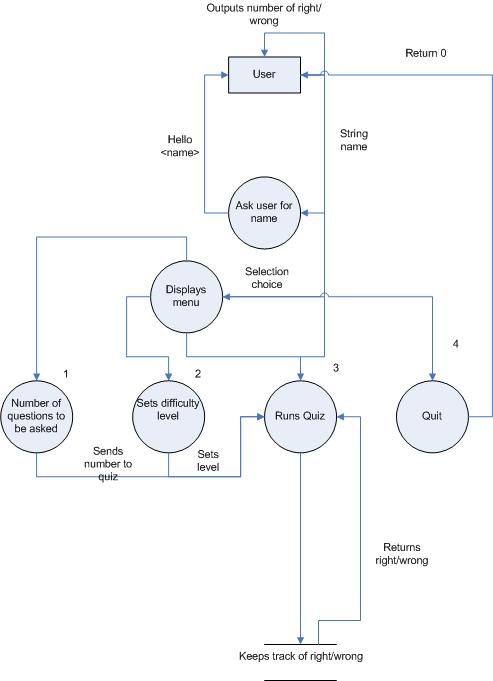 Outputs number of right/
wrong
Return 0
User
Hello
<name>
String
name
Ask user for
name
Selection
choice
Displays
menu
1
2
3
4
Number of
questions to
be asked
Sets difficulty
level
Runs Quiz
Quit
Sends
number to
quiz
Sets
level
Returns
right/wrong
Keeps track of right/wrong